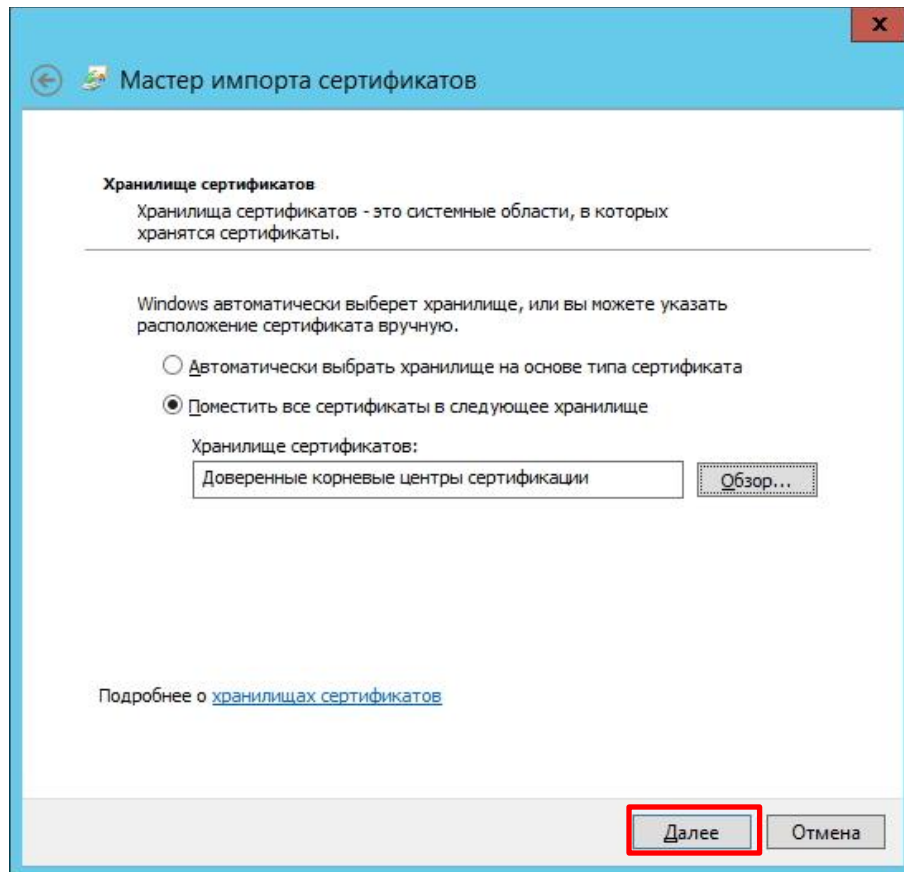 x
Мастер импорта сертификатов
Хранилище сертификатов
Хранилища сертификатов - это системные области, в которых
хранятся сертификаты.
Windows автоматически выберет хранилище, или вы можете указать
расположение сертификата вручную.
Автоматически выбрать хранилище на основе типа сертификата
Поместить все сертификаты в следующее хранилище
Хранилище сертификатов:
Доверенные корневые центры сертификации
Обзор...
Подробнее о хранилищах сертификатов
Далее
Отмена